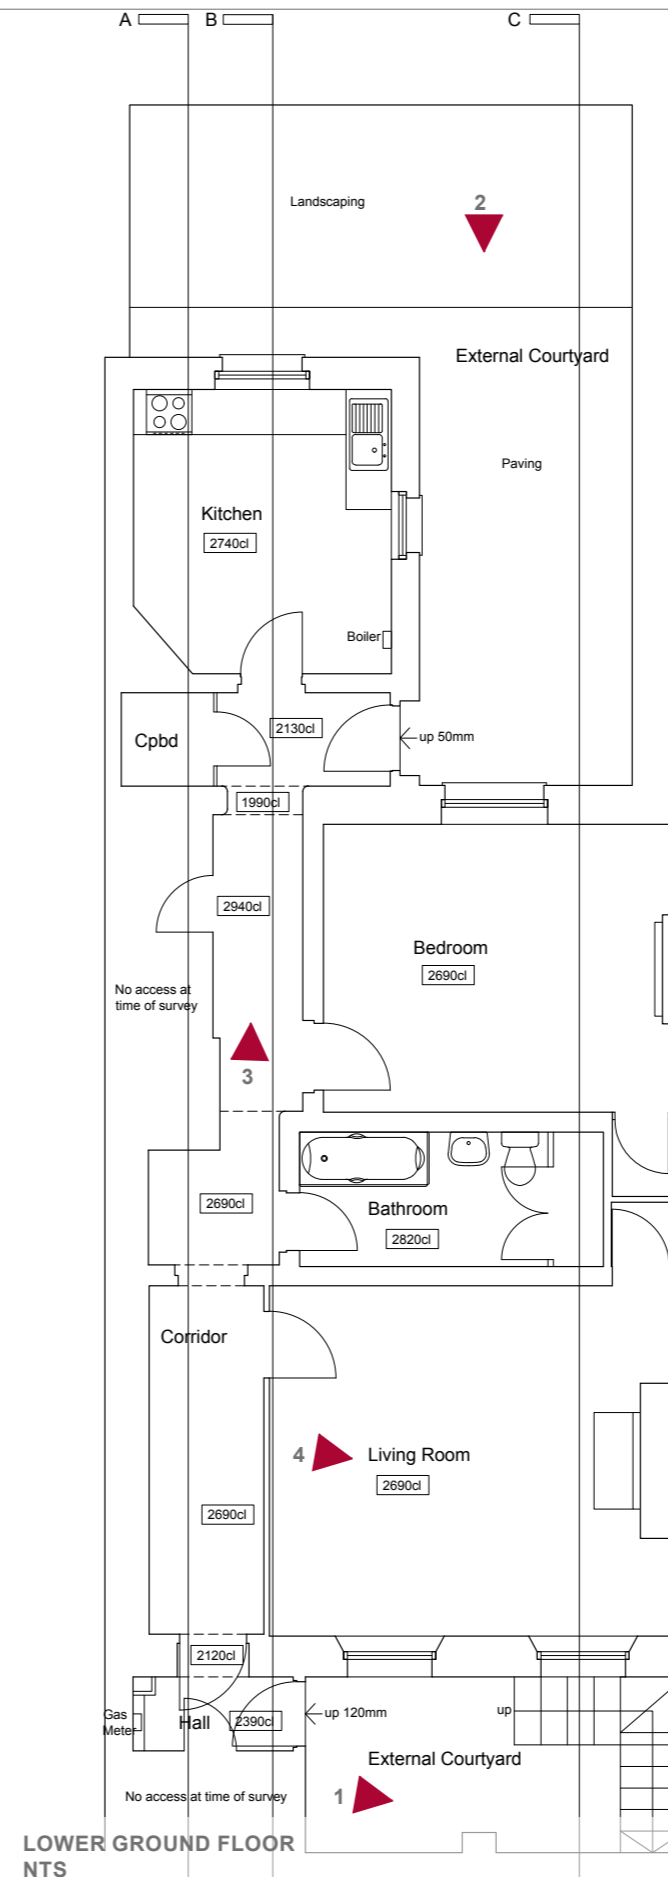 A
B
C
Landscaping
2
External Courtyard
Paving
Kitchen
2740cl
Boiler
2130cl
Cpbd
up 50mm
1990cl
2940cl
Bedroom
2690cl
No access at
time of survey
3
2690cl
Bathroom
2820cl
Corridor
4
Living Room
2690cl
2690cl
2120cl
Gas
Meter
Hall
2390cl
up 120mm
up
External Courtyard
No access at time of survey
1
LOWER GROUND FLOOR
NTS